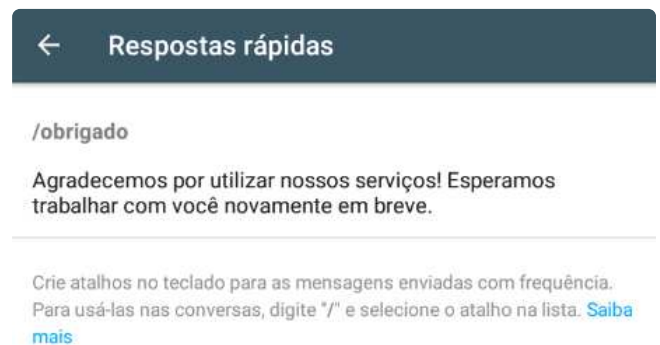 Respostas rápidas
/obrigado
Agradecemos por utilizar nossos serviços! Esperamos
trabalhar com você novamente em breve.
Crie atalhos no teclado para as mensagens enviadas com frequência.
Para usá-las nas conversas, digite "/" e selecione o atalho na lista. Saiba
mais